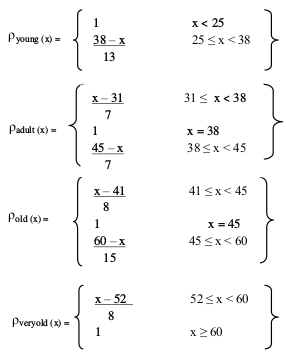 ρ young (x) = { 1 x < 25 }
38 – x 25 ≤ x < 38
13
ρadult (x) = { x – 31 31 ≤ x < 38 }
7
1 x = 38
45 – x 38 ≤ x < 45
7
ρold (x) = { x – 41 41 ≤ x < 45 }
8
1 x = 45
60 – x 45 ≤ x < 60
15
ρveryold (x) = { x – 52 52 ≤ x < 60 }
8
1 x ≥ 60